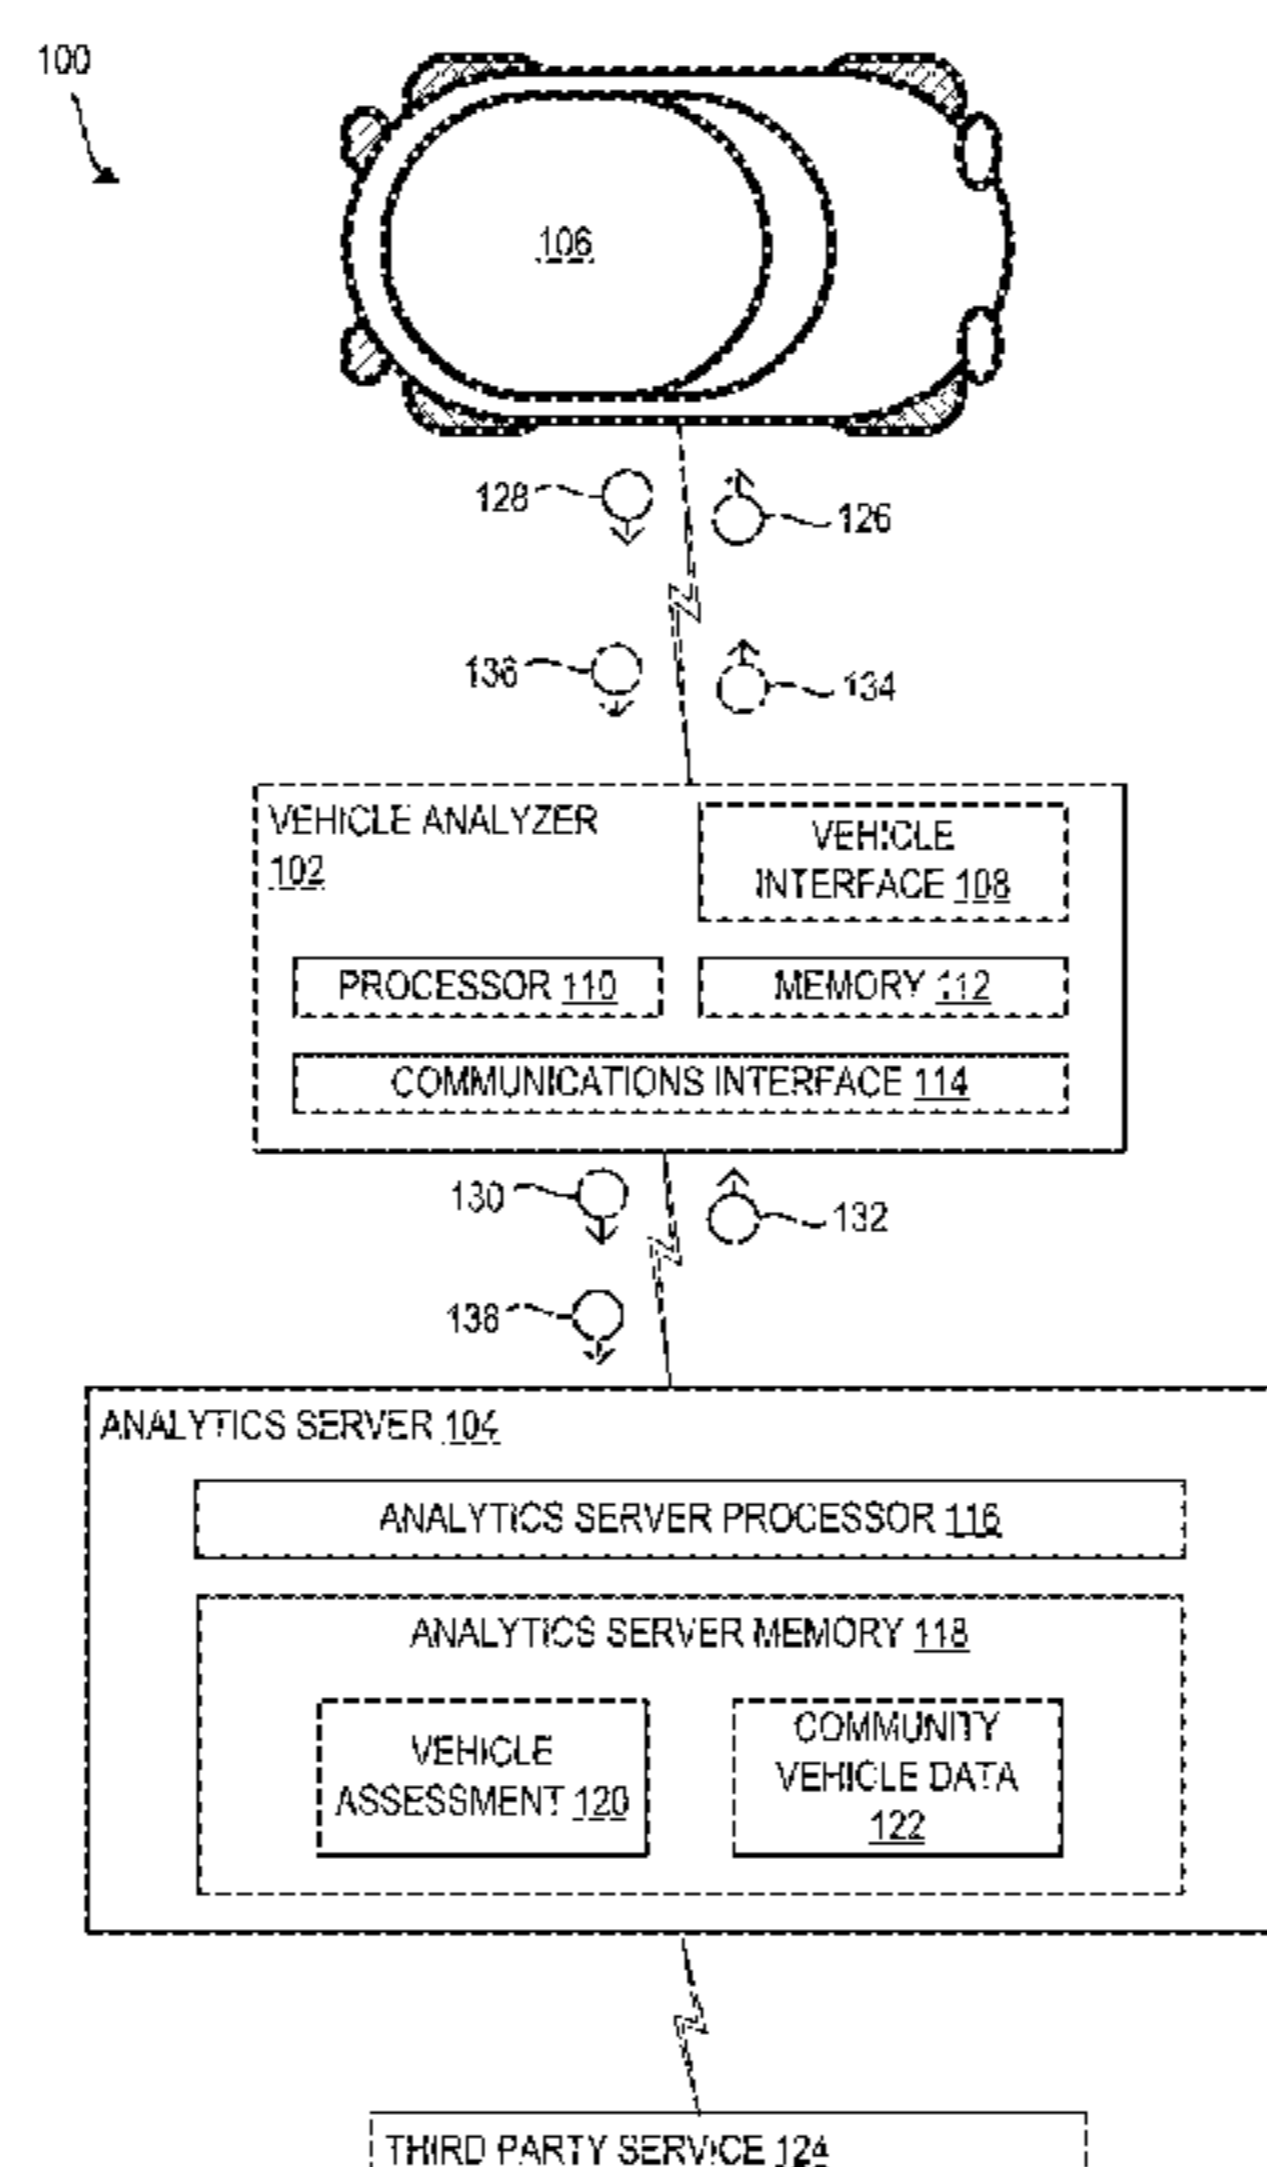 100
106
128
126
136
134
VEHICLE ANALYZER
102
VEHICLE
INTERFACE 108
PROCESSOR 110
MEMORY 112
COMMUNICATIONS INTERFACE 114
130
132
138
ANALYTICS SERVER 104
ANALYTICS SERVER PROCESSOR 116
ANALYTICS SERVER MEMORY 118
VEHICLE
ASSESSMENT 120
COMMUNITY
VEHICLE DATA
122
THIRD PARTY SERVICE 124